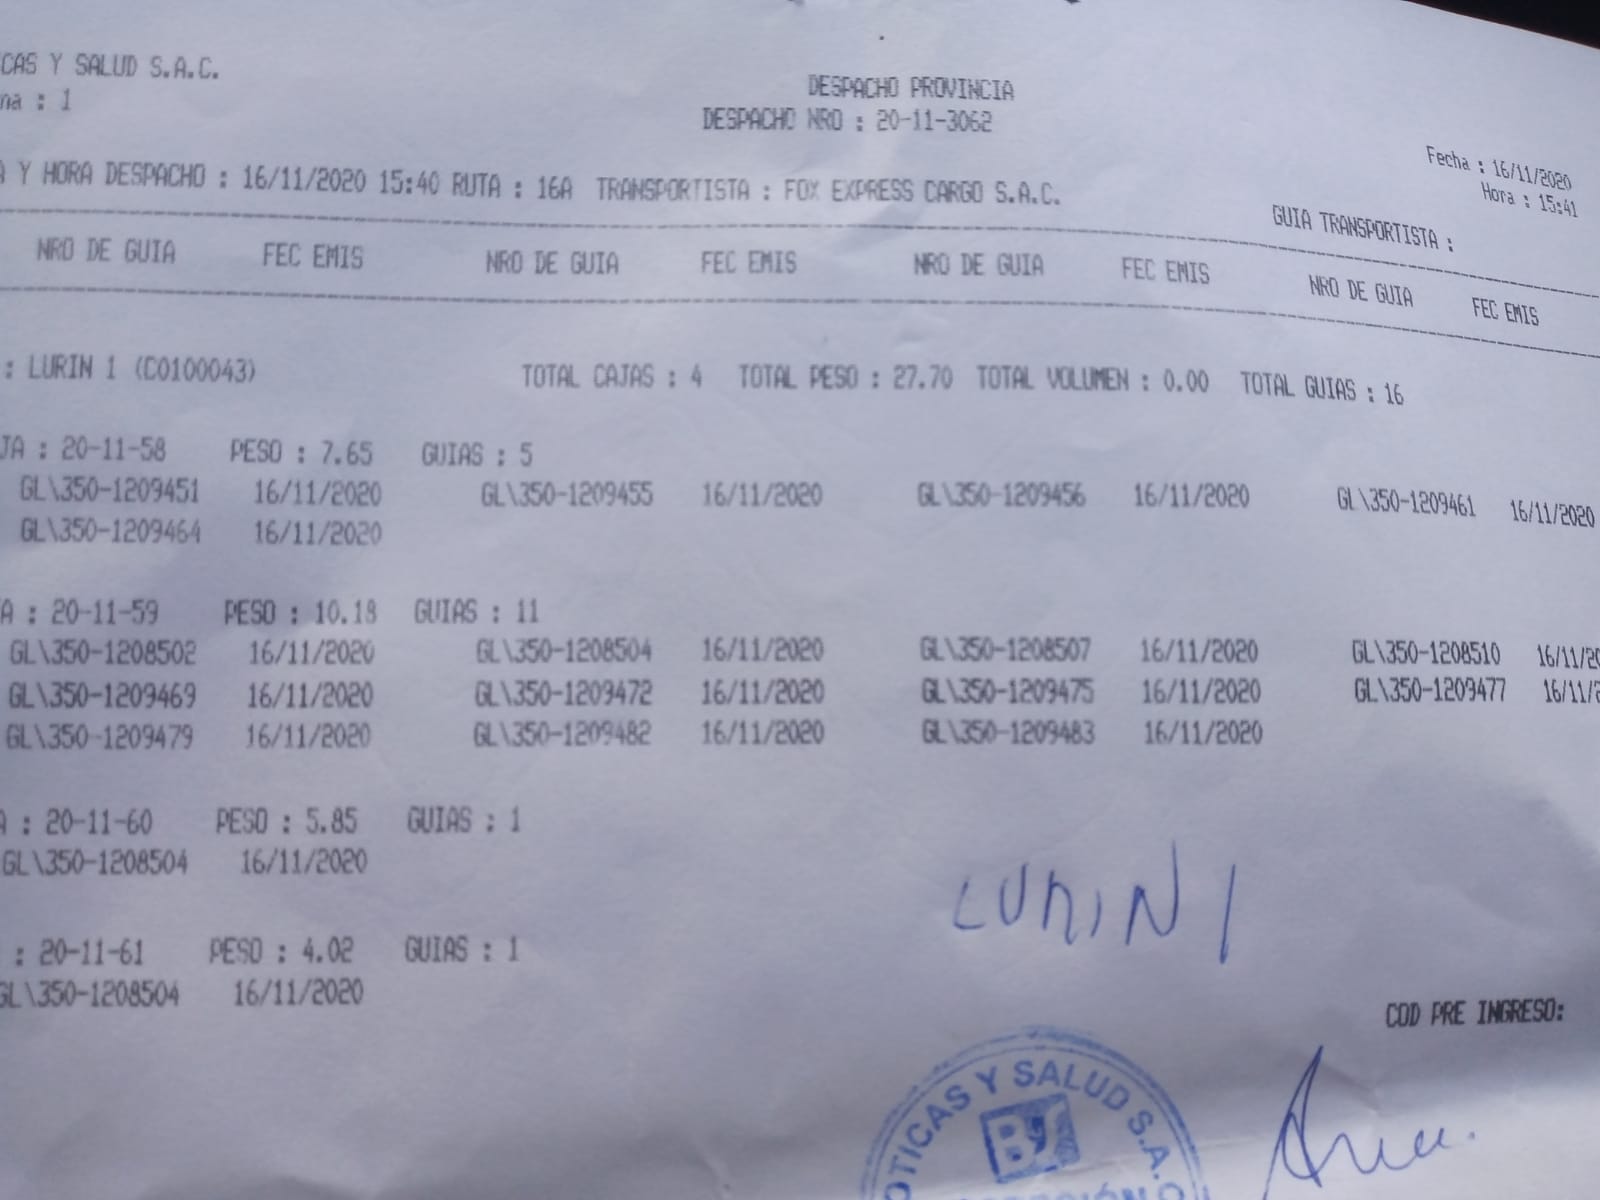 CAS Y SALUD S.A.C.
na : 1
DESPACHO PROVINCIA
DESPACHO NRO : 20-11-3062
Fecha : 16/11/2020
Hora : 15:41
A Y HORA DESPACHO : 16/11/2020 15:40 RUTA : 16A TRANSPORTISTA : FOX EXPRESS CARGO S.A.C.
GUIA TRANSPORTISTA :
NRO DE GUIA FEC EMIS NRO DE GUIA FEC EMIS NRO DE GUIA FEC EMIS NRO DE GUIA FEC EMIS
: LURIN 1 (C0100043) TOTAL CAJAS : 4 TOTAL PESO : 27.70 TOTAL VOLUMEN : 0.00 TOTAL GUIAS : 16
JA : 20-11-58 PESO : 7.65 GUIAS : 5
GL\350-1209451 16/11/2020 GL\350-1209455 16/11/2020 GL\350-1209456 16/11/2020 GL\350-1209461 16/11/2020
GL\350-1209464 16/11/2020
A : 20-11-59 PESO : 10.18 GUIAS : 11
GL\350-1208502 16/11/2020 GL\350-1208504 16/11/2020 GL\350-1208507 16/11/2020 GL\350-1208510 16/11/20
GL\350-1209469 16/11/2020 GL\350-1209472 16/11/2020 GL\350-1209475 16/11/2020 GL\350-1209477 16/11/2
GL\350-1209479 16/11/2020 GL\350-1209482 16/11/2020 GL\350-1209483 16/11/2020
A : 20-11-60 PESO : 5.85 GUIAS : 1
GL\350-1208504 16/11/2020
LURIN 1
: 20-11-61 PESO : 4.02 GUIAS : 1
GL\350-1208504 16/11/2020
COD PRE INGRESO:
OTICAS Y SALUD S.A.C